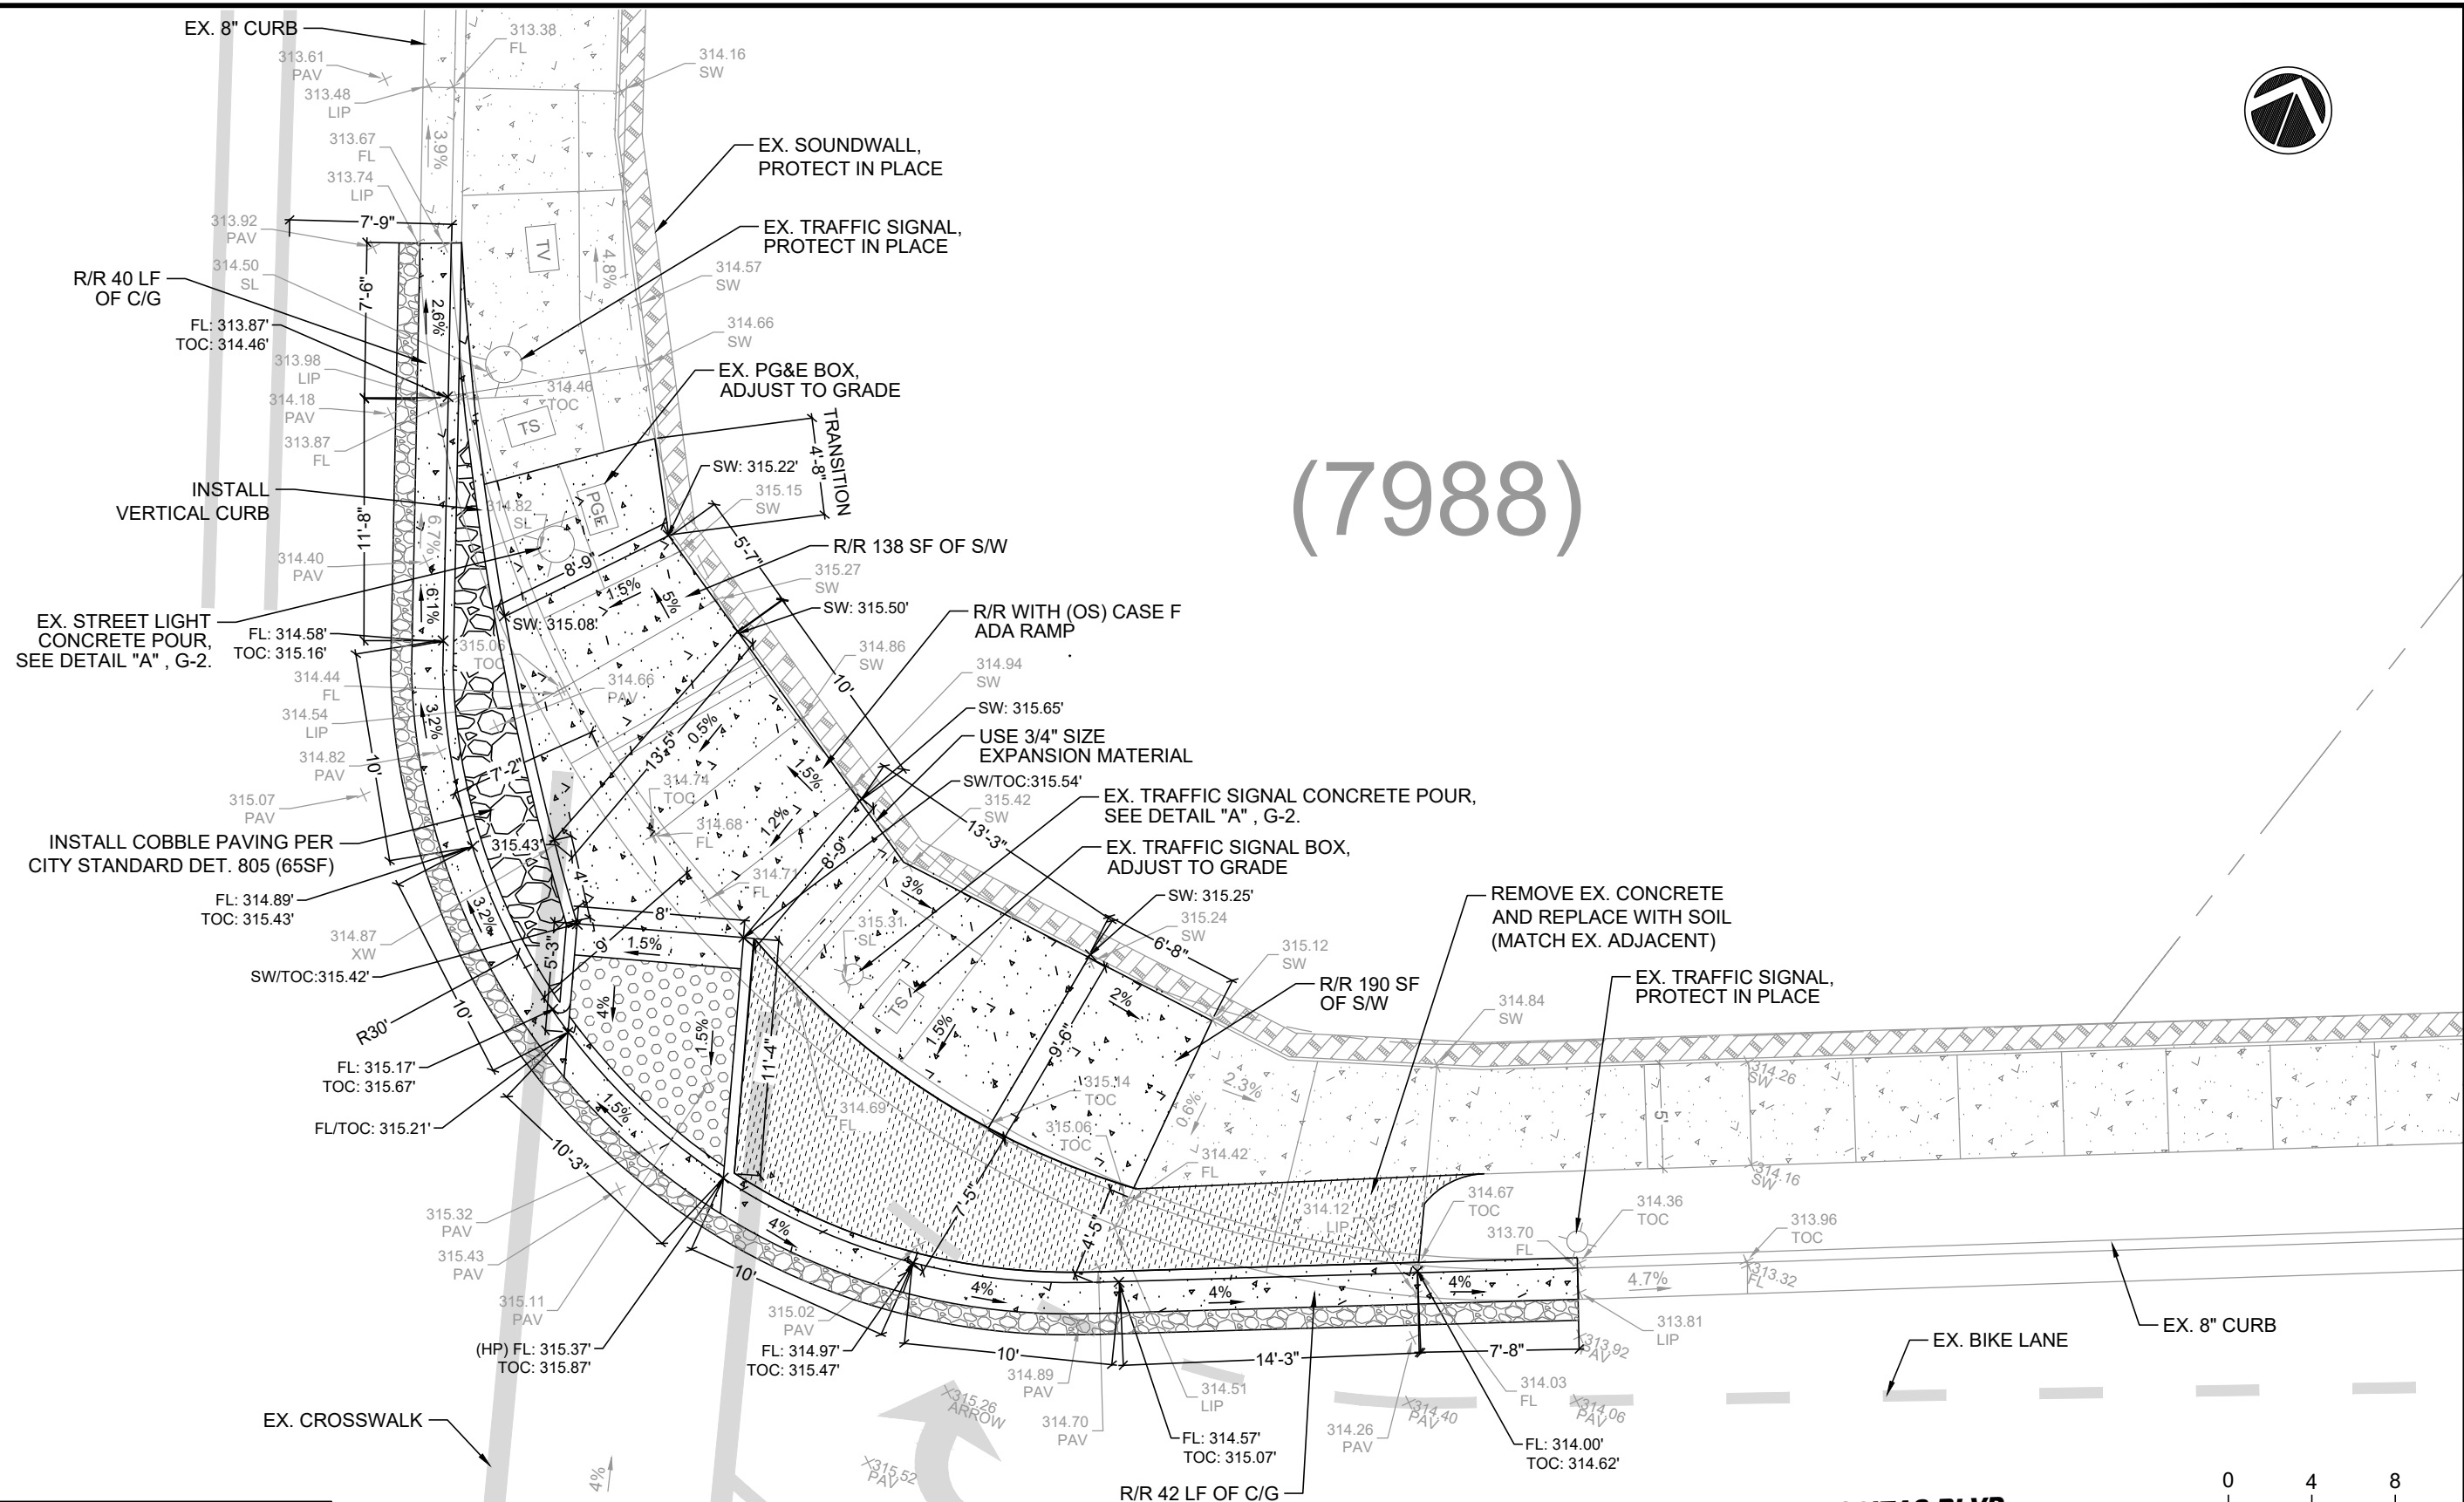 EX. 8" CURB
313.38
FL
313.61
PAV
314.16
SW
313.48
LIP
3.9%
313.67
FL
313.74
LIP
EX. SOUNDWALL,
PROTECT IN PLACE
313.92
PAV
7'-9"
EX. TRAFFIC SIGNAL,
PROTECT IN PLACE
TV
4.8%
314.50
SL
314.57
SW
R/R 40 LF
OF C/G
7'-6"
2.6%
FL: 313.87'
TOC: 314.46'
314.66
SW
313.98
LIP
314.46
TOC
EX. PG&E BOX,
ADJUST TO GRADE
314.18
PAV
TS
313.87
FL
TRANSITION
4'-8"
(7988)
SW: 315.22'
INSTALL
VERTICAL CURB
315.15
SW
314.82
SL
PGE
11'-8"
6.7%
5'-7"
R/R 138 SF OF S/W
314.40
PAV
8'-9"
315.27
SW
1.5%
5%
6.1%
SW: 315.50'
R/R WITH (OS) CASE F
ADA RAMP
EX. STREET LIGHT
CONCRETE POUR,
SEE DETAIL "A" , G-2.
FL: 314.58'
TOC: 315.16'
SW: 315.08'
315.06
TOC
314.86
SW
314.94
SW
314.44
FL
314.66
PAV
10'
314.54
LIP
3.2%
SW: 315.65'
0.5%
13'-5"
USE 3/4" SIZE
EXPANSION MATERIAL
314.82
PAV
10'
7'-2"
1.5%
314.74
TOC
SW/TOC:315.54'
315.07
PAV
315.42
SW
EX. TRAFFIC SIGNAL CONCRETE POUR,
SEE DETAIL "A" , G-2.
1.2%
314.68
FL
13'-3"
INSTALL COBBLE PAVING PER
CITY STANDARD DET. 805 (65SF)
315.43'
8'-9"
EX. TRAFFIC SIGNAL BOX,
ADJUST TO GRADE
4'
314.71
FL
3%
FL: 314.89'
TOC: 315.43'
SW: 315.25'
REMOVE EX. CONCRETE
AND REPLACE WITH SOIL
(MATCH EX. ADJACENT)
3.2%
8'
315.31
SL
315.24
SW
314.87
XW
9'
1.5%
6'-8"
315.12
SW
5'-3"
SW/TOC:315.42'
R/R 190 SF
OF S/W
EX. TRAFFIC SIGNAL,
PROTECT IN PLACE
TS
2%
4%
10'
314.84
SW
R30'
1.5%
1.5%
9'-6"
11'-4"
FL: 315.17'
TOC: 315.67'
314.26
SW
315.14
TOC
2.3%
314.69
FL
0.6%
5'
FL/TOC: 315.21'
1.5%
315.06
TOC
10'-3"
314.42
FL
314.16
SW
7'-5"
314.67
TOC
314.36
TOC
315.32
PAV
4%
4'-5"
314.12
LIP
313.96
TOC
313.70
FL
315.43
PAV
10'
4%
4%
4%
4.7%
313.32
FL
315.11
PAV
315.02
PAV
313.81
LIP
EX. 8" CURB
(HP) FL: 315.37'
TOC: 315.87'
FL: 314.97'
TOC: 315.47'
10'
14'-3"
7'-8"
313.92
PAV
EX. BIKE LANE
314.89
PAV
314.51
LIP
314.03
FL
315.26
ARROW
314.40
PAV
314.06
PAV
EX. CROSSWALK
314.70
PAV
314.26
PAV
FL: 314.57'
TOC: 315.07'
FL: 314.00'
TOC: 314.62'
4%
315.52
PAV
R/R 42 LF OF C/G
0 4 8
BLVD